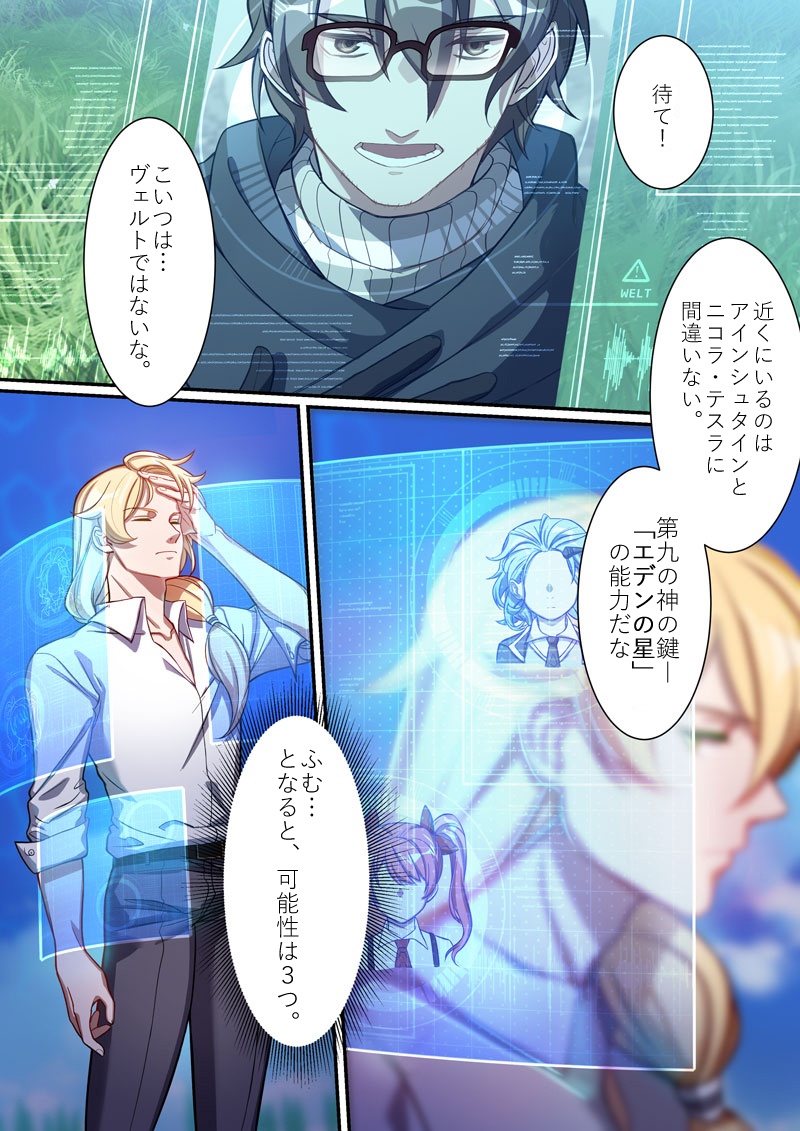 待て！
こいつは…
ヴェルトではないな。
WELT
近くにいるのは
アインシュタインと
ニコラ・テスラに
間違いない。
第九の神の鍵—
「エデンの星」
の能力だな
ふむ…
となると、可能性は３つ。